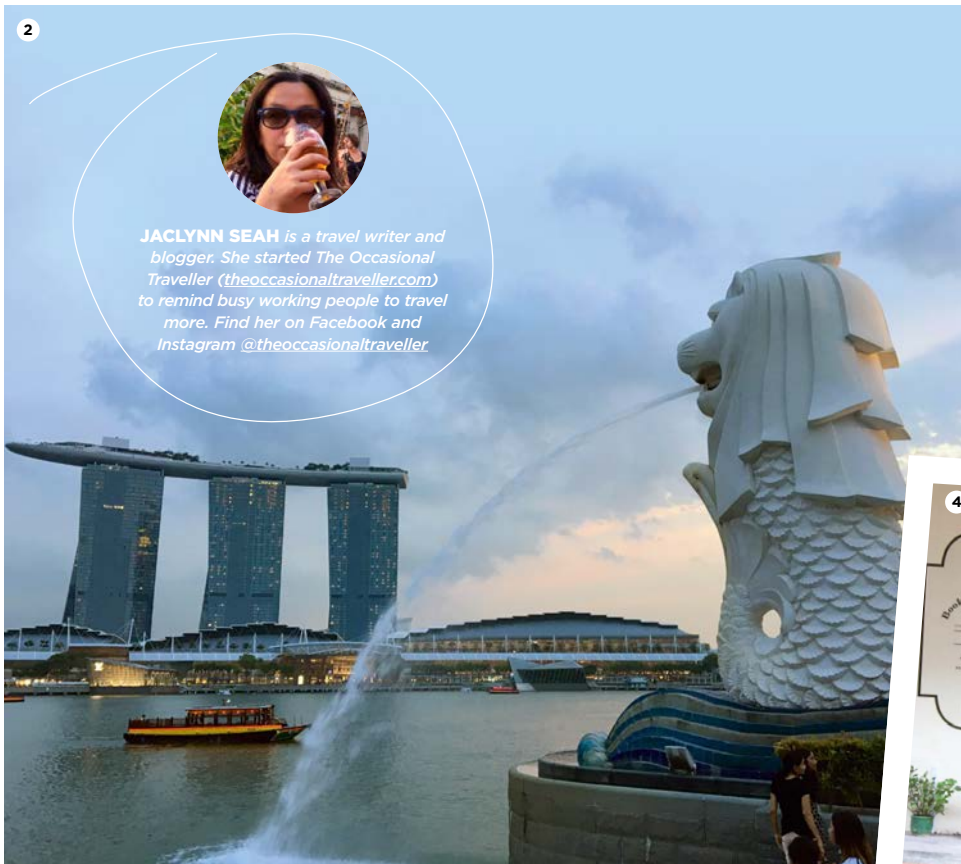 2
JACLYNN SEAH is a travel writer and
blogger. She started The Occasional
Traveller (theoccasionaltraveller.com)
to remind busy working people to travel
more. Find her on Facebook and
Instagram @theoccasionaltraveller
4